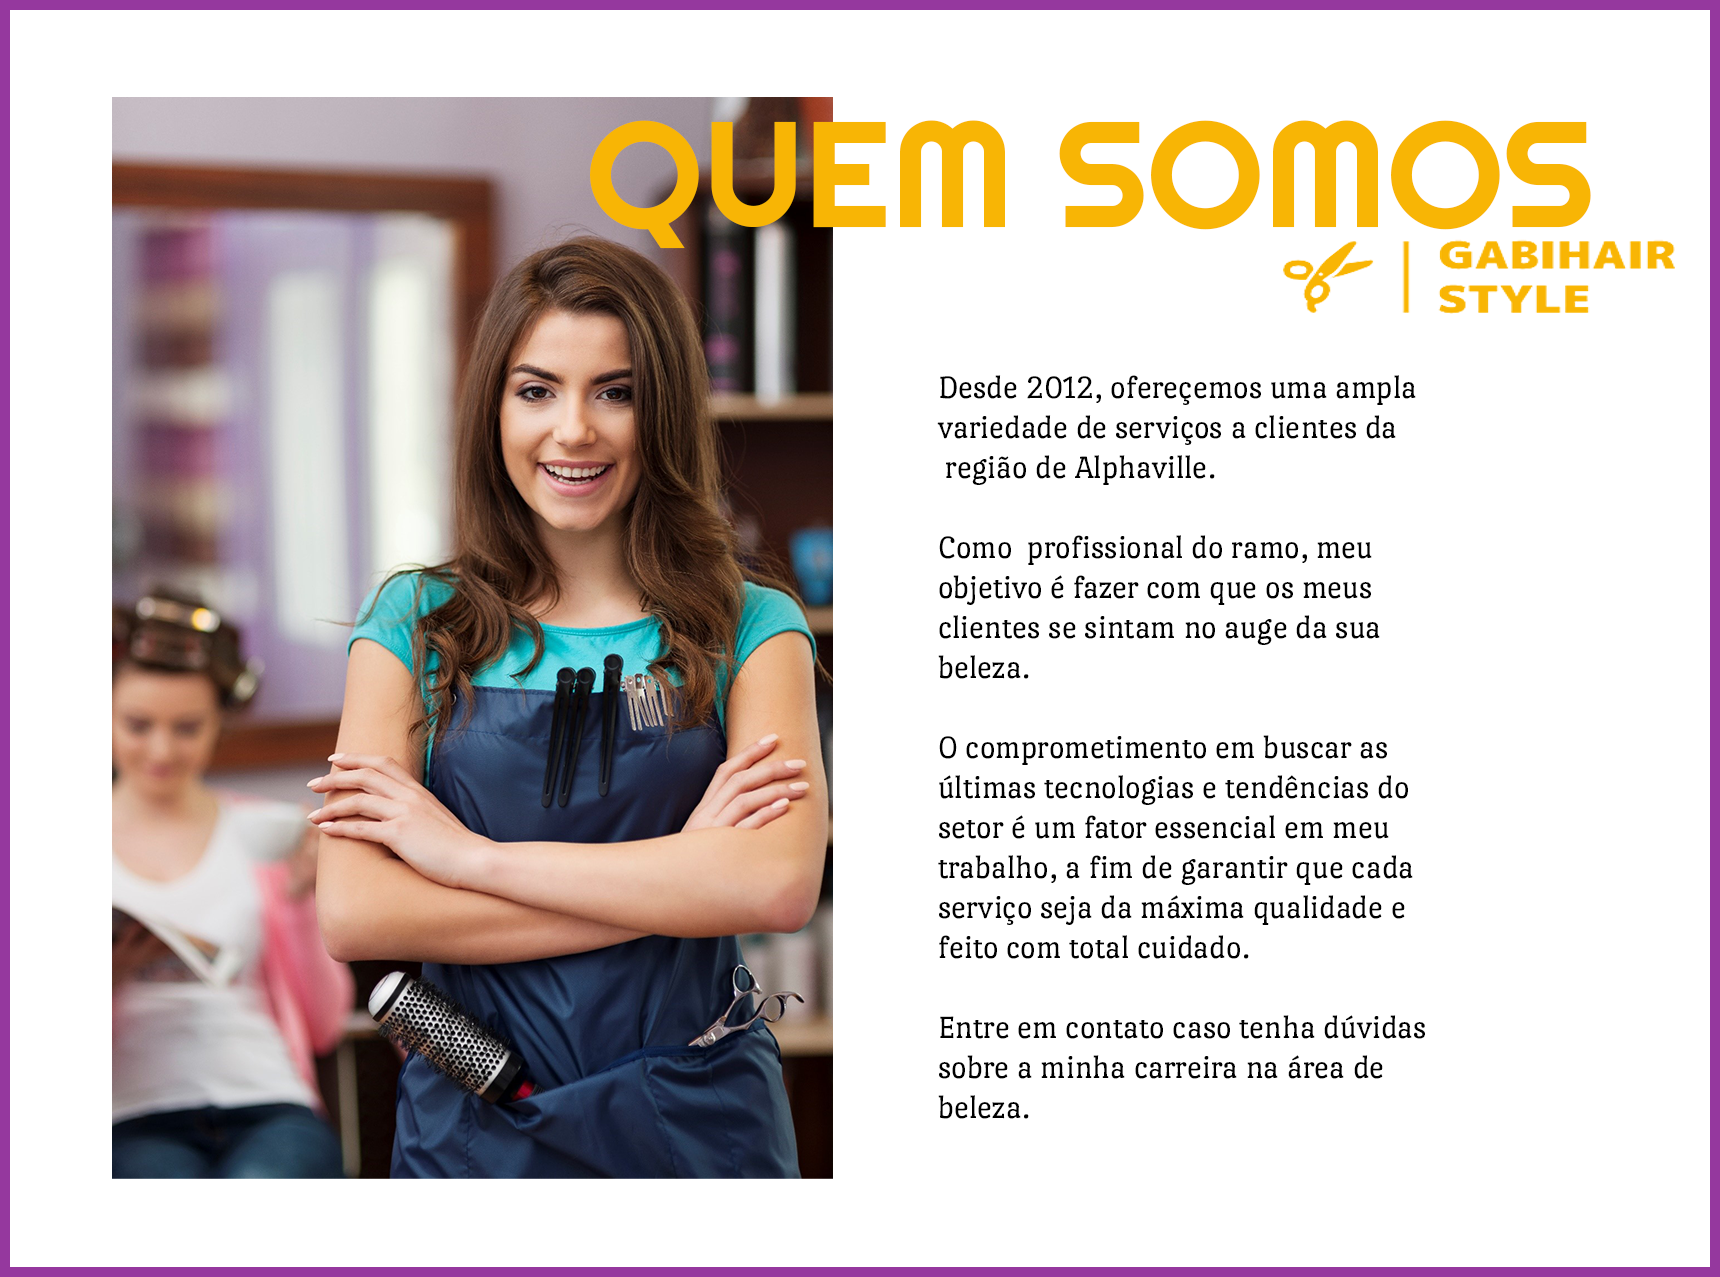 QUEM SOMOS
GABIHAIR
STYLE
Desde 2012, ofereçemos uma ampla
variedade de serviços a clientes da
região de Alphaville.
Como profissional do ramo, meu
objetivo é fazer com que os meus
clientes se sintam no auge da sua
beleza.
O comprometimento em buscar as
últimas tecnologias e tendências do
setor é um fator essencial em meu
trabalho, a fim de garantir que cada
serviço seja da máxima qualidade e
feito com total cuidado.
Entre em contato caso tenha dúvidas
sobre a minha carreira na área de
beleza.